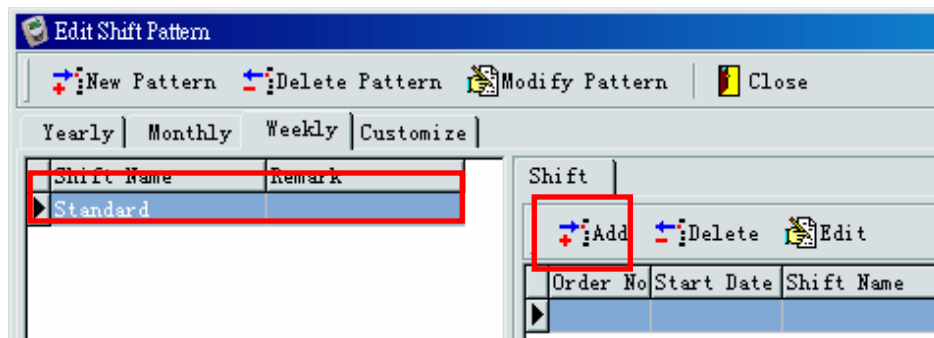 Edit Shift Pattern
New Pattern Delete Pattern Modify Pattern Close
Yearly Monthly Weekly Customize
Shift Name Remark
Standard
Shift
Add Delete Edit
Order No Start Date Shift Name